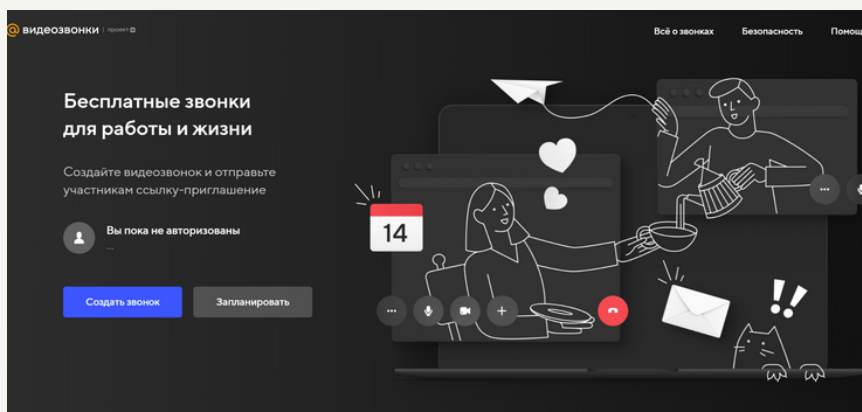 @ видеозвонки | проект
Всё о звонках
Безопасность
Бесплатные звонки
для работы и жизни
Создайте видеозвонок и отправьте
участникам ссылку-приглашение
Вы пока не авторизованы
...
Создать звонок
Запланировать
14
!!